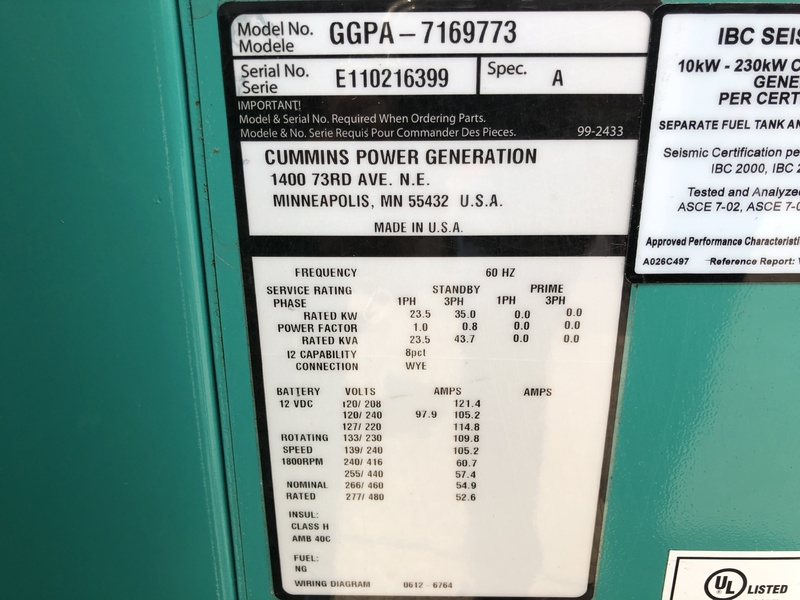 Model No. GGPA - 7169773
Modele
Serial No. E110216399 Spec. A
Serie
IMPORTANT!
Model & Serial No. Required When Ordering Parts.
Modele & No. Serie Requis Pour Commander Des Pieces. 99-2433
CUMMINS POWER GENERATION
1400 73RD AVE. N.E.
MINNEAPOLIS, MN 55432 U.S.A.
MADE IN U.S.A.
FREQUENCY 60 HZ
SERVICE RATING STANDBY PRIME
PHASE 1PH 3PH 1PH 3PH
RATED KW 23.5 35.0 0.0 0.0
POWER FACTOR 1.0 0.8 0.0 0.0
RATED KVA 23.5 43.7 0.0 0.0
I2 CAPABILITY 8pct
CONNECTION WYE
BATTERY VOLTS AMPS AMPS
12 VDC 120/ 208 121.4
120/ 240 97.9 105.2
127/ 220 114.8
ROTATING 133/ 230 109.8
SPEED 139/ 240 105.2
1800RPM 240/ 416 60.7
255/ 440 57.4
NOMINAL 266/ 460 54.9
RATED 277/ 480 52.6
INSUL:
CLASS H
AMB 40C
FUEL:
NG
WIRING DIAGRAM 0612 6764
IBC SEIS
10kW - 230kW C
GENE
PER CERT
SEPARATE FUEL TANK AN
Seismic Certification pe
IBC 2000, IBC 2
Tested and Analyze
ASCE 7-02, ASCE 7-0
Approved Performance Characteristi
A026C497 Reference Report: V
UL LISTED